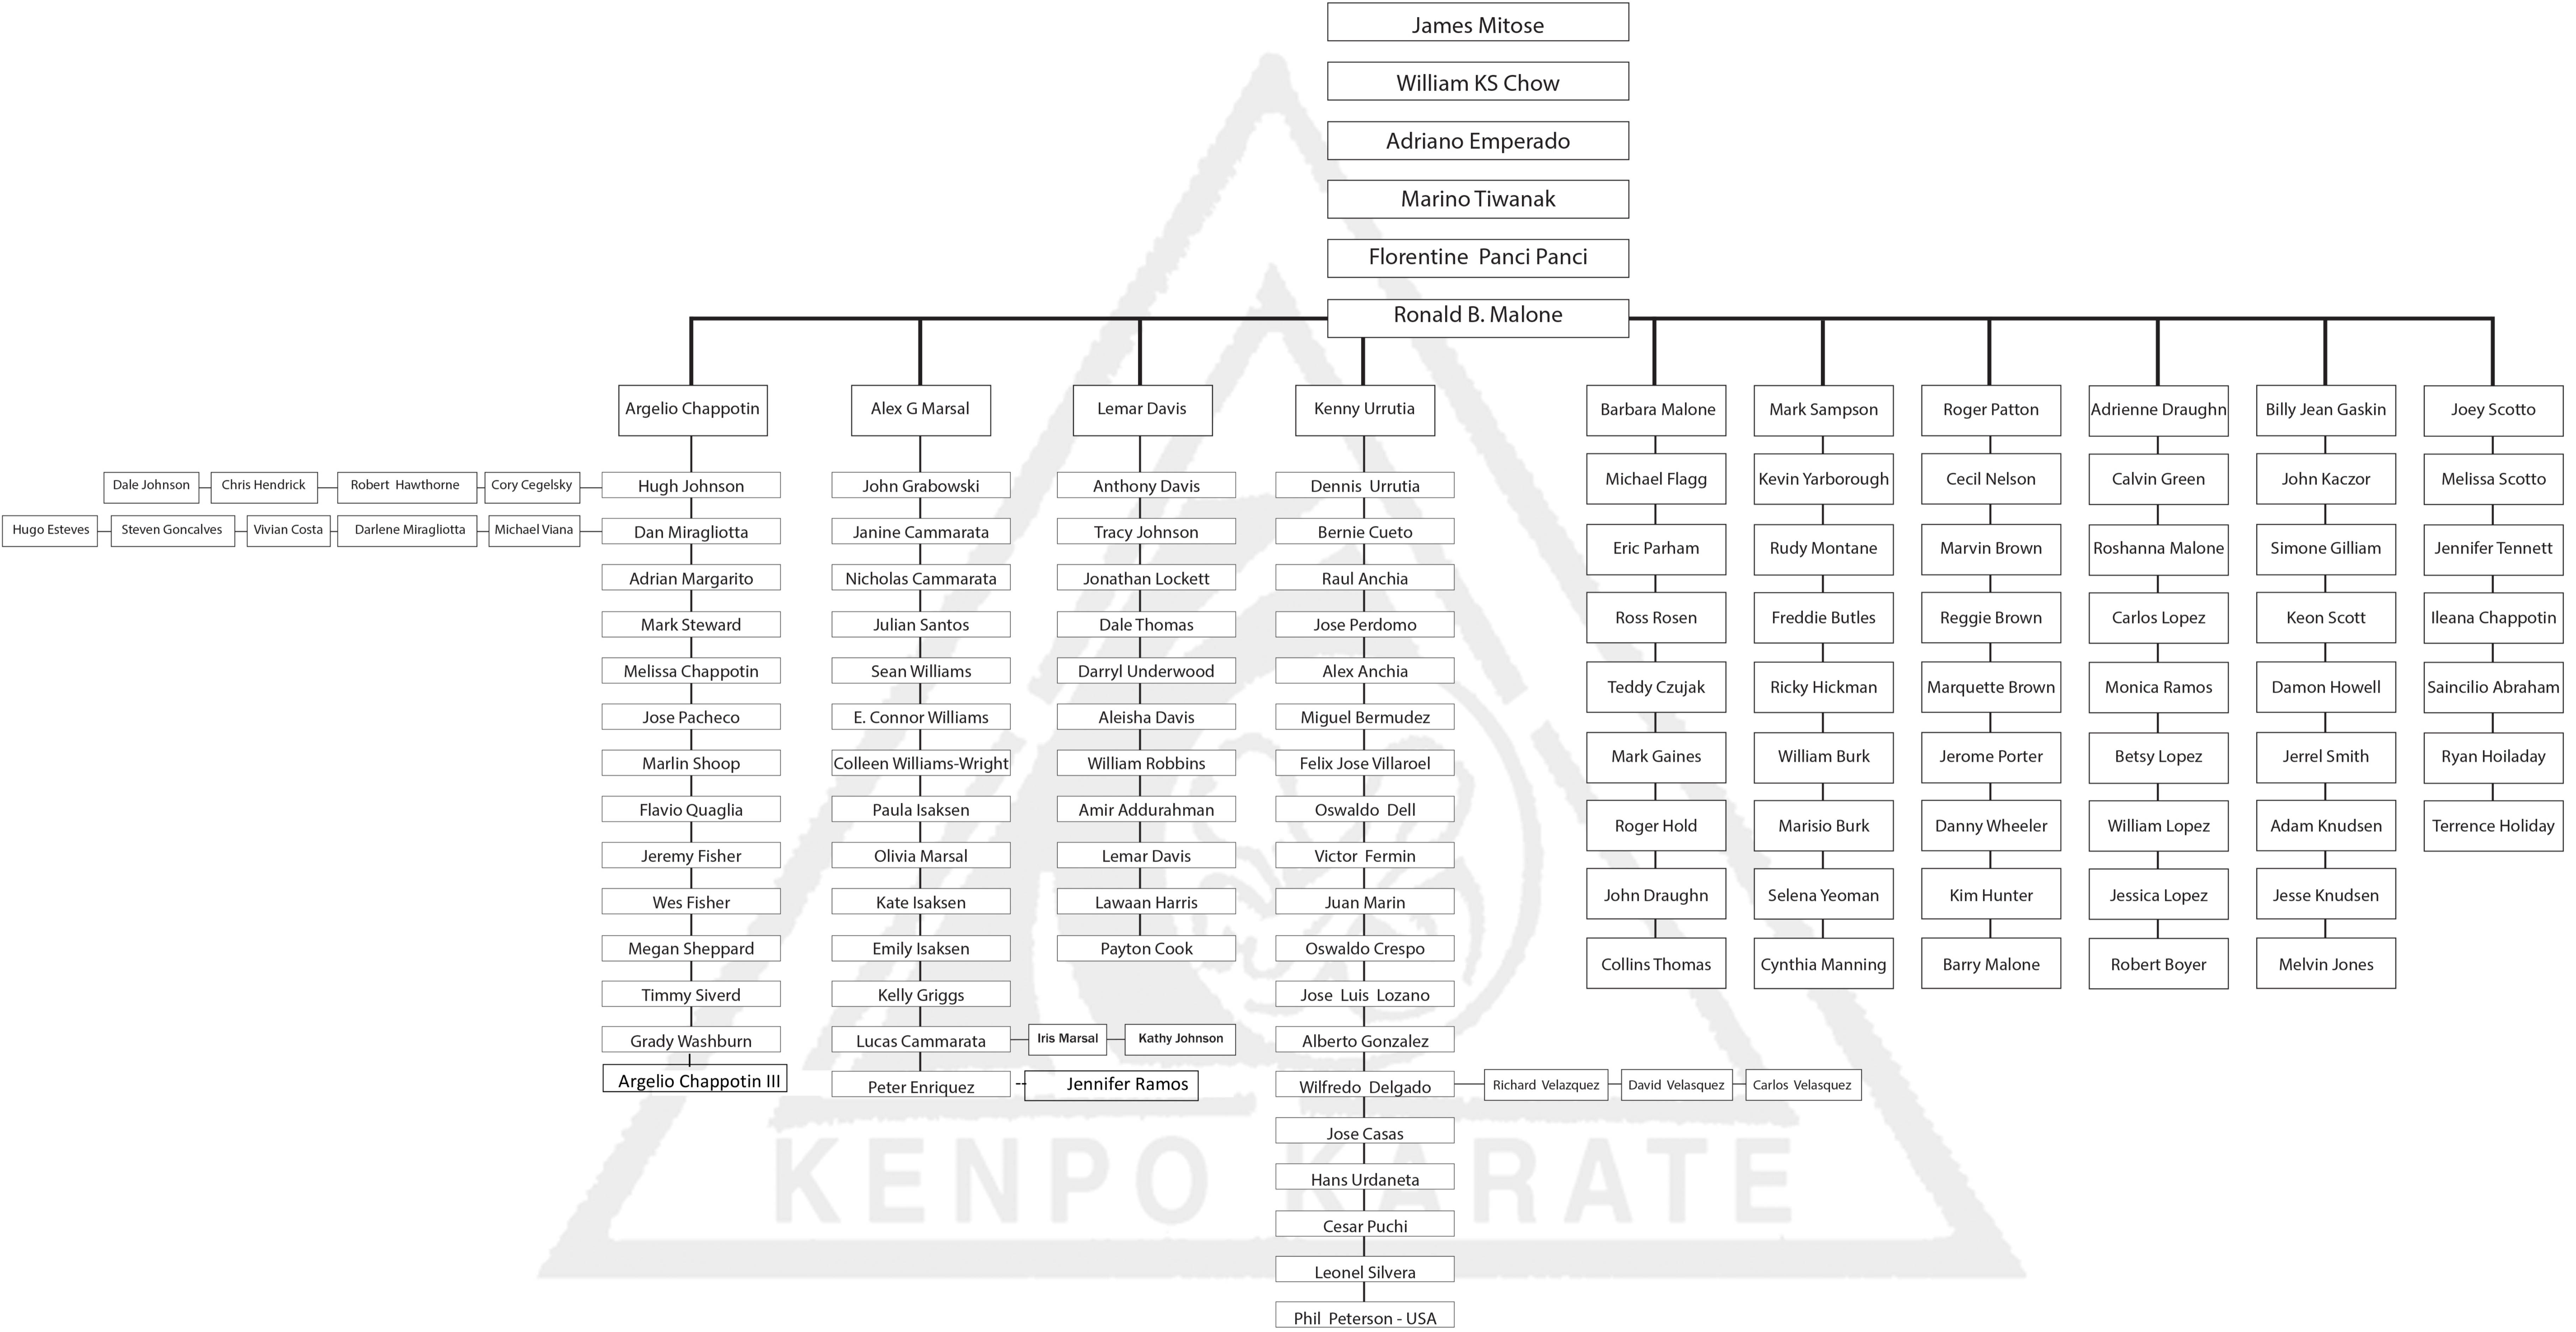 James Mitose
William KS Chow
Adriano Emperado
Marino Tiwanak
Florentine Panci Panci
Ronald B. Malone
Argelio Chappotin
Hugh Johnson
Cory Cegelsky
Robert Hawthorne
Chris Hendrick
Dale Johnson
Dan Miragliotta
Michael Viana
Darlene Miragliotta
Vivian Costa
Steven Goncalves
Hugo Esteves
Adrian Margarito
Mark Steward
Melissa Chappotin
Jose Pacheco
Marlin Shoop
Flavio Quaglia
Jeremy Fisher
Wes Fisher
Megan Sheppard
Timmy Siverd
Grady Washburn
Argelio Chappotin III
Alex G Marsal
John Grabowski
Janine Cammarata
Nicholas Cammarata
Julian Santos
Sean Williams
E. Connor Williams
Colleen Williams-Wright
Paula Isaksen
Olivia Marsal
Kate Isaksen
Emily Isaksen
Kelly Griggs
Lucas Cammarata
Iris Marsal
Kathy Johnson
Peter Enriquez
--
Jennifer Ramos
Lemar Davis
Anthony Davis
Tracy Johnson
Jonathan Lockett
Dale Thomas
Darryl Underwood
Aleisha Davis
William Robbins
Amir Addurahman
Lemar Davis
Lawaan Harris
Payton Cook
Kenny Urrutia
Dennis Urrutia
Bernie Cueto
Raul Anchia
Jose Perdomo
Alex Anchia
Miguel Bermudez
Felix Jose Villaroel
Oswaldo Dell
Victor Fermin
Juan Marin
Oswaldo Crespo
Jose Luis Lozano
Alberto Gonzalez
Wilfredo Delgado
Richard Velazquez
David Velasquez
Carlos Velasquez
Jose Casas
Hans Urdaneta
Cesar Puchi
Leonel Silvera
Phil Peterson - USA
Barbara Malone
Michael Flagg
Eric Parham
Ross Rosen
Teddy Czujak
Mark Gaines
Roger Hold
John Draughn
Collins Thomas
Mark Sampson
Kevin Yarborough
Rudy Montane
Freddie Butles
Ricky Hickman
William Burk
Marisio Burk
Selena Yeoman
Cynthia Manning
Roger Patton
Cecil Nelson
Marvin Brown
Reggie Brown
Marquette Brown
Jerome Porter
Danny Wheeler
Kim Hunter
Barry Malone
Adrienne Draughn
Calvin Green
Roshanna Malone
Carlos Lopez
Monica Ramos
Betsy Lopez
William Lopez
Jessica Lopez
Robert Boyer
Billy Jean Gaskin
John Kaczor
Simone Gilliam
Keon Scott
Damon Howell
Jerrel Smith
Adam Knudsen
Jesse Knudsen
Melvin Jones
Joey Scotto
Melissa Scotto
Jennifer Tennett
Ileana Chappotin
Saincilio Abraham
Ryan Hoiladay
Terrence Holiday
KENPO KARATE